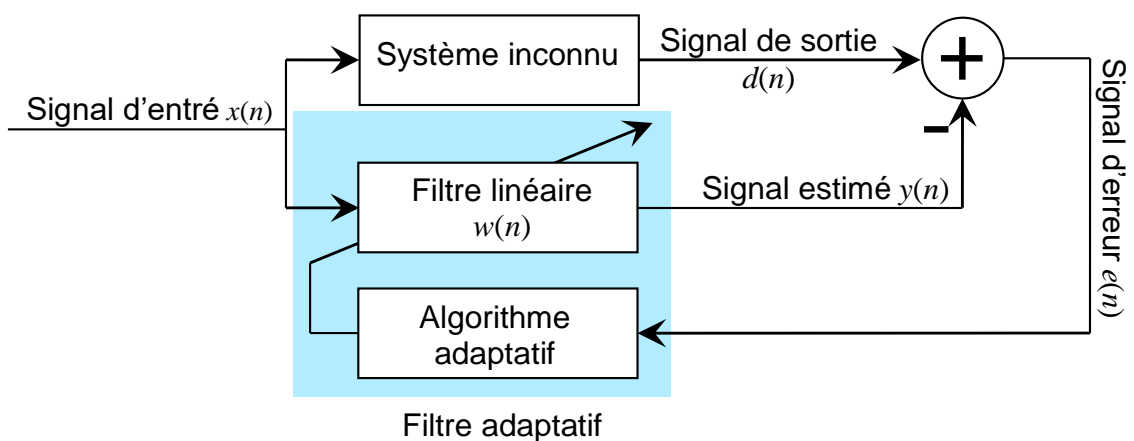 Système inconnu
Signal de sortie
d(n)
Signal d'entré x(n)
Filtre linéaire
w(n)
Signal estimé y(n)
Signal d'erreur e(n)
Algorithme
adaptatif
Filtre adaptatif